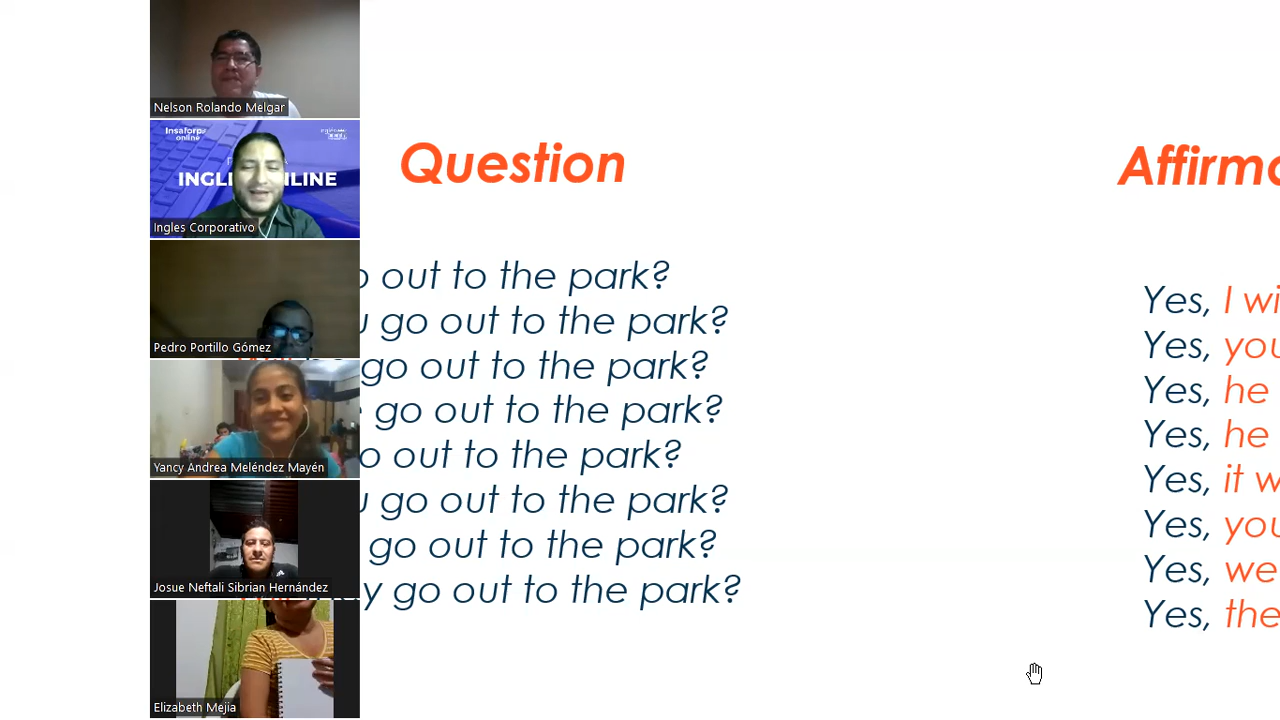 Nelson Rolando Melgar
Insaforp
online
INGL NLINE
Ingles Corporativo
Pedro Portillo Gómez
Yancy Andrea Meléndez Mayén
Josue Neftali Sibrian Hernández
Elizabeth Mejia
Question
out to the park?
go out to the park?
go out to the park?
go out to the park?
out to the park?
go out to the park?
go out to the park?
go out to the park?
Affirma
Yes, I wi
Yes, you
Yes, he
Yes, he
Yes, it w
Yes, you
Yes, we
Yes, the